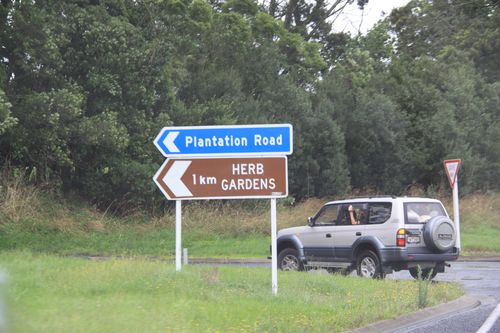 Plantation Road
HERB
1 km GARDENS